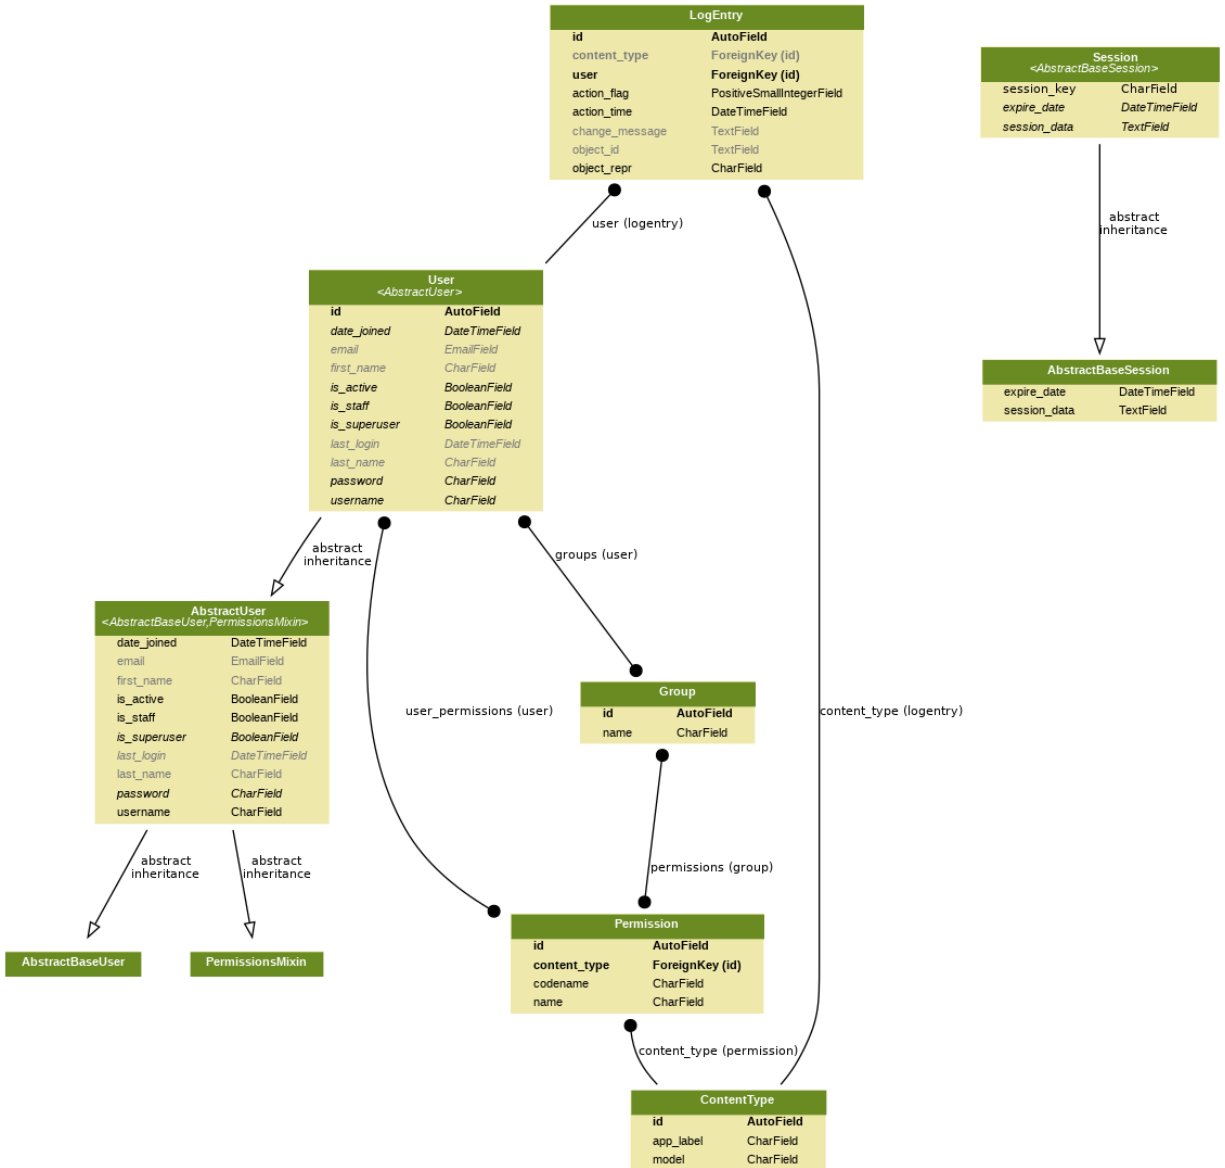 LogEntry
id AutoField
content_type ForeignKey (id)
user ForeignKey (id)
action_flag PositiveSmallIntegerField
action_time DateTimeField
change_message TextField
object_id TextField
object_repr CharField
Session
<AbstractBaseSession>
session_key CharField
expire_date DateTimeField
session_data TextField
user (logentry)
abstract
inheritance
User
<AbstractUser>
id AutoField
date_joined DateTimeField
email EmailField
first_name CharField
is_active BooleanField
is_staff BooleanField
is_superuser BooleanField
last_login DateTimeField
last_name CharField
password CharField
username CharField
AbstractBaseSession
expire_date DateTimeField
session_data TextField
abstract
inheritance
groups (user)
AbstractUser
<AbstractBaseUser,PermissionsMixin>
date_joined DateTimeField
email EmailField
first_name CharField
is_active BooleanField
is_staff BooleanField
is_superuser BooleanField
last_login DateTimeField
last_name CharField
password CharField
username CharField
user_permissions (user)
Group
id AutoField
name CharField
content_type (logentry)
abstract
inheritance
abstract
inheritance
permissions (group)
AbstractBaseUser
PermissionsMixin
Permission
id AutoField
content_type ForeignKey (id)
codename CharField
name CharField
content_type (permission)
ContentType
id AutoField
app_label CharField
model CharField